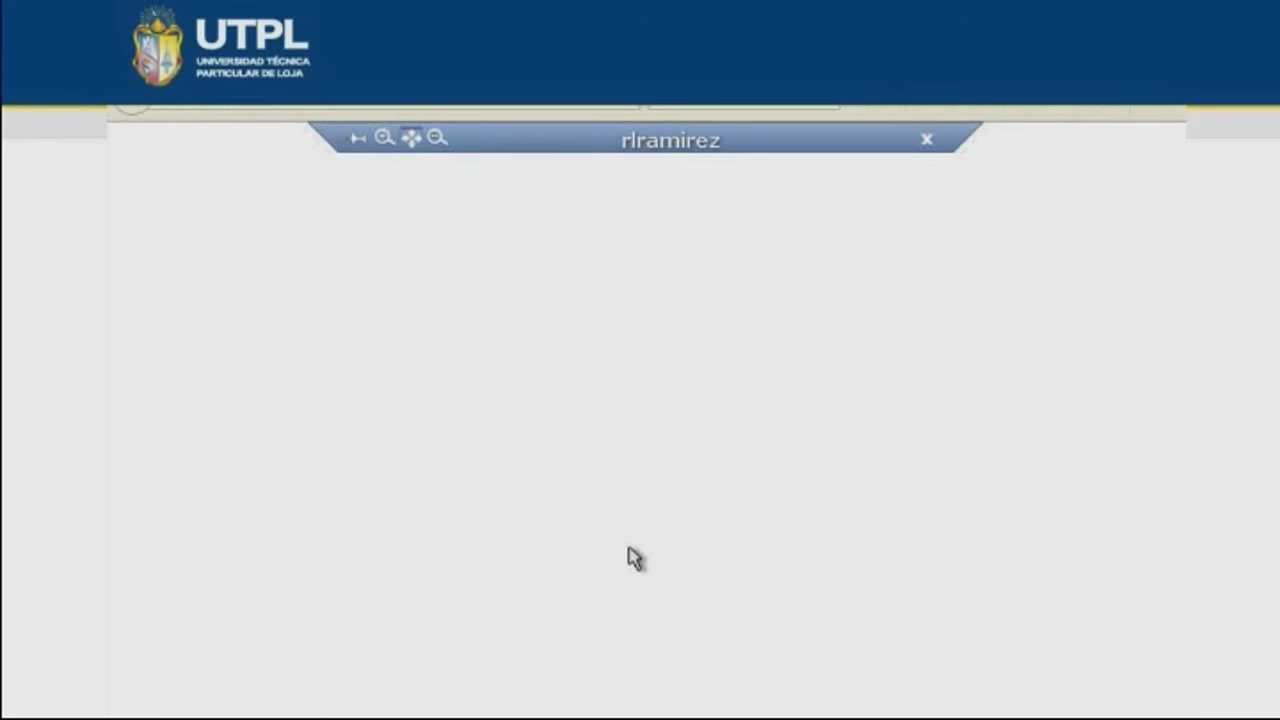 UTPL
UNIVERSIDAD TÉCNICA
PARTICULAR DE LOJA
rlramirez
x